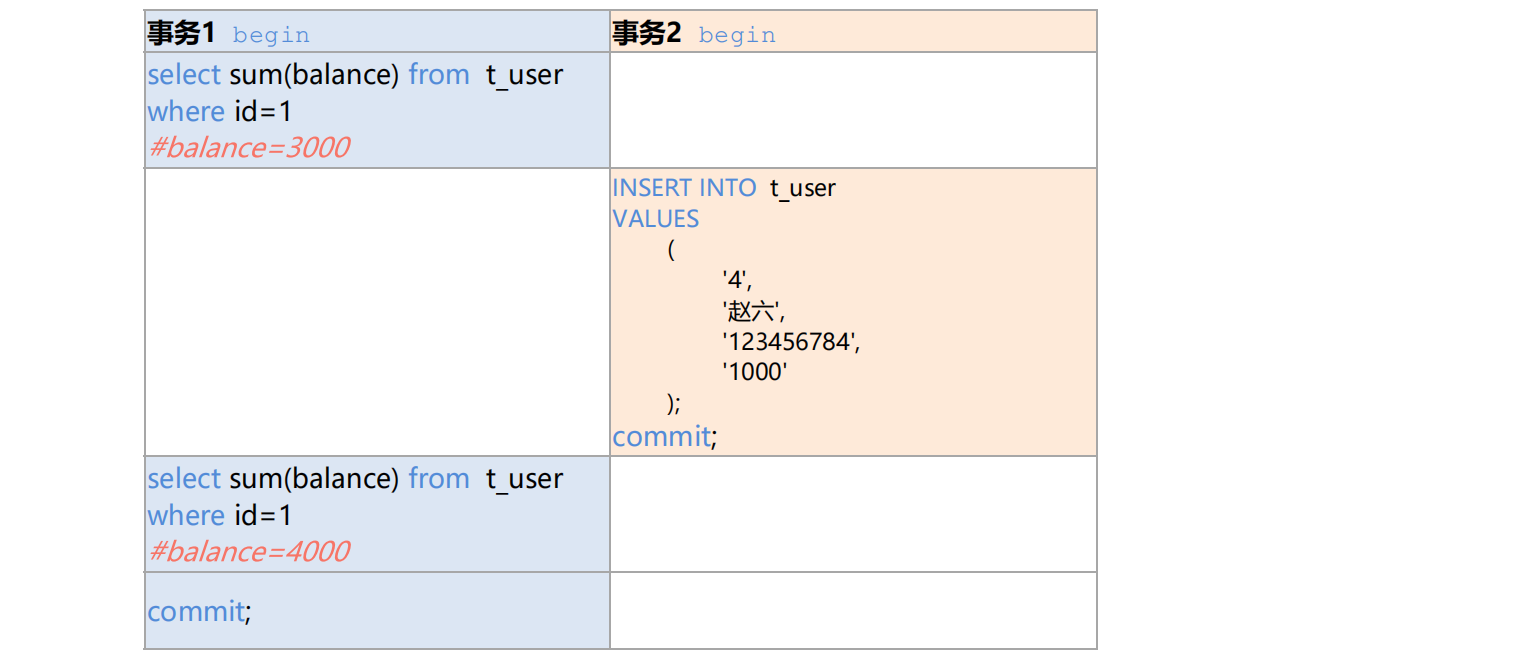 事务1 begin
事务2 begin
select sum(balance) from t_user
where id=1
#balance=3000
INSERT INTO t_user
VALUES
(
'4',
'赵六',
'123456784',
'1000'
);
commit;
select sum(balance) from t_user
where id=1
#balance=4000
commit;